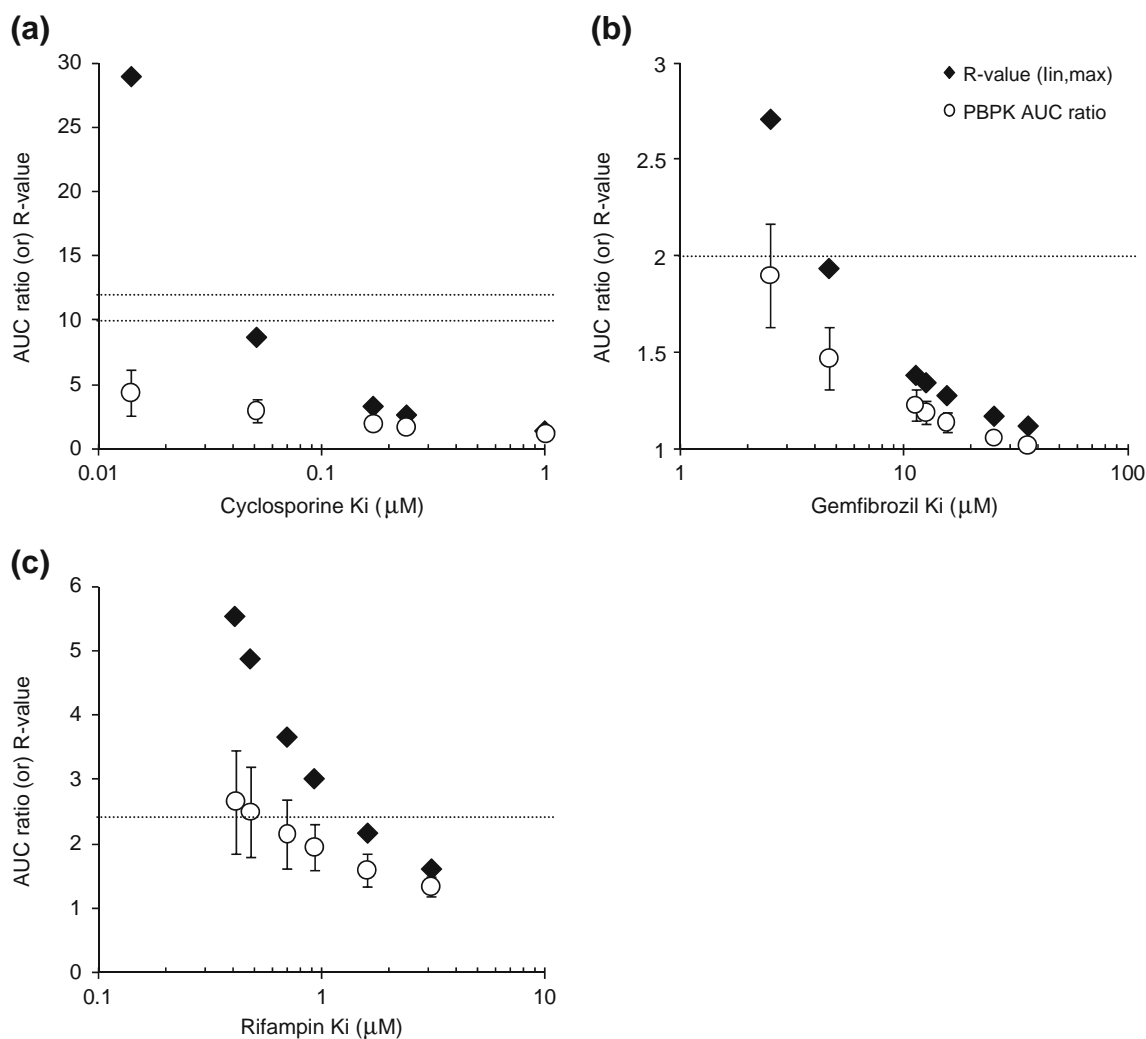 (a)
30
25
20
15
10
5
0
AUC ratio (or) R-value
0.01
0.1
1
Cyclosporine Ki (μM)
(b)
3
2.5
2
1.5
1
AUC ratio (or) R-value
R-value (Iin,max)
PBPK AUC ratio
1
10
100
Gemfibrozil Ki (μM)
(c)
6
5
4
3
2
1
0
AUC ratio (or) R-value
0.1
1
10
Rifampin Ki (μM)